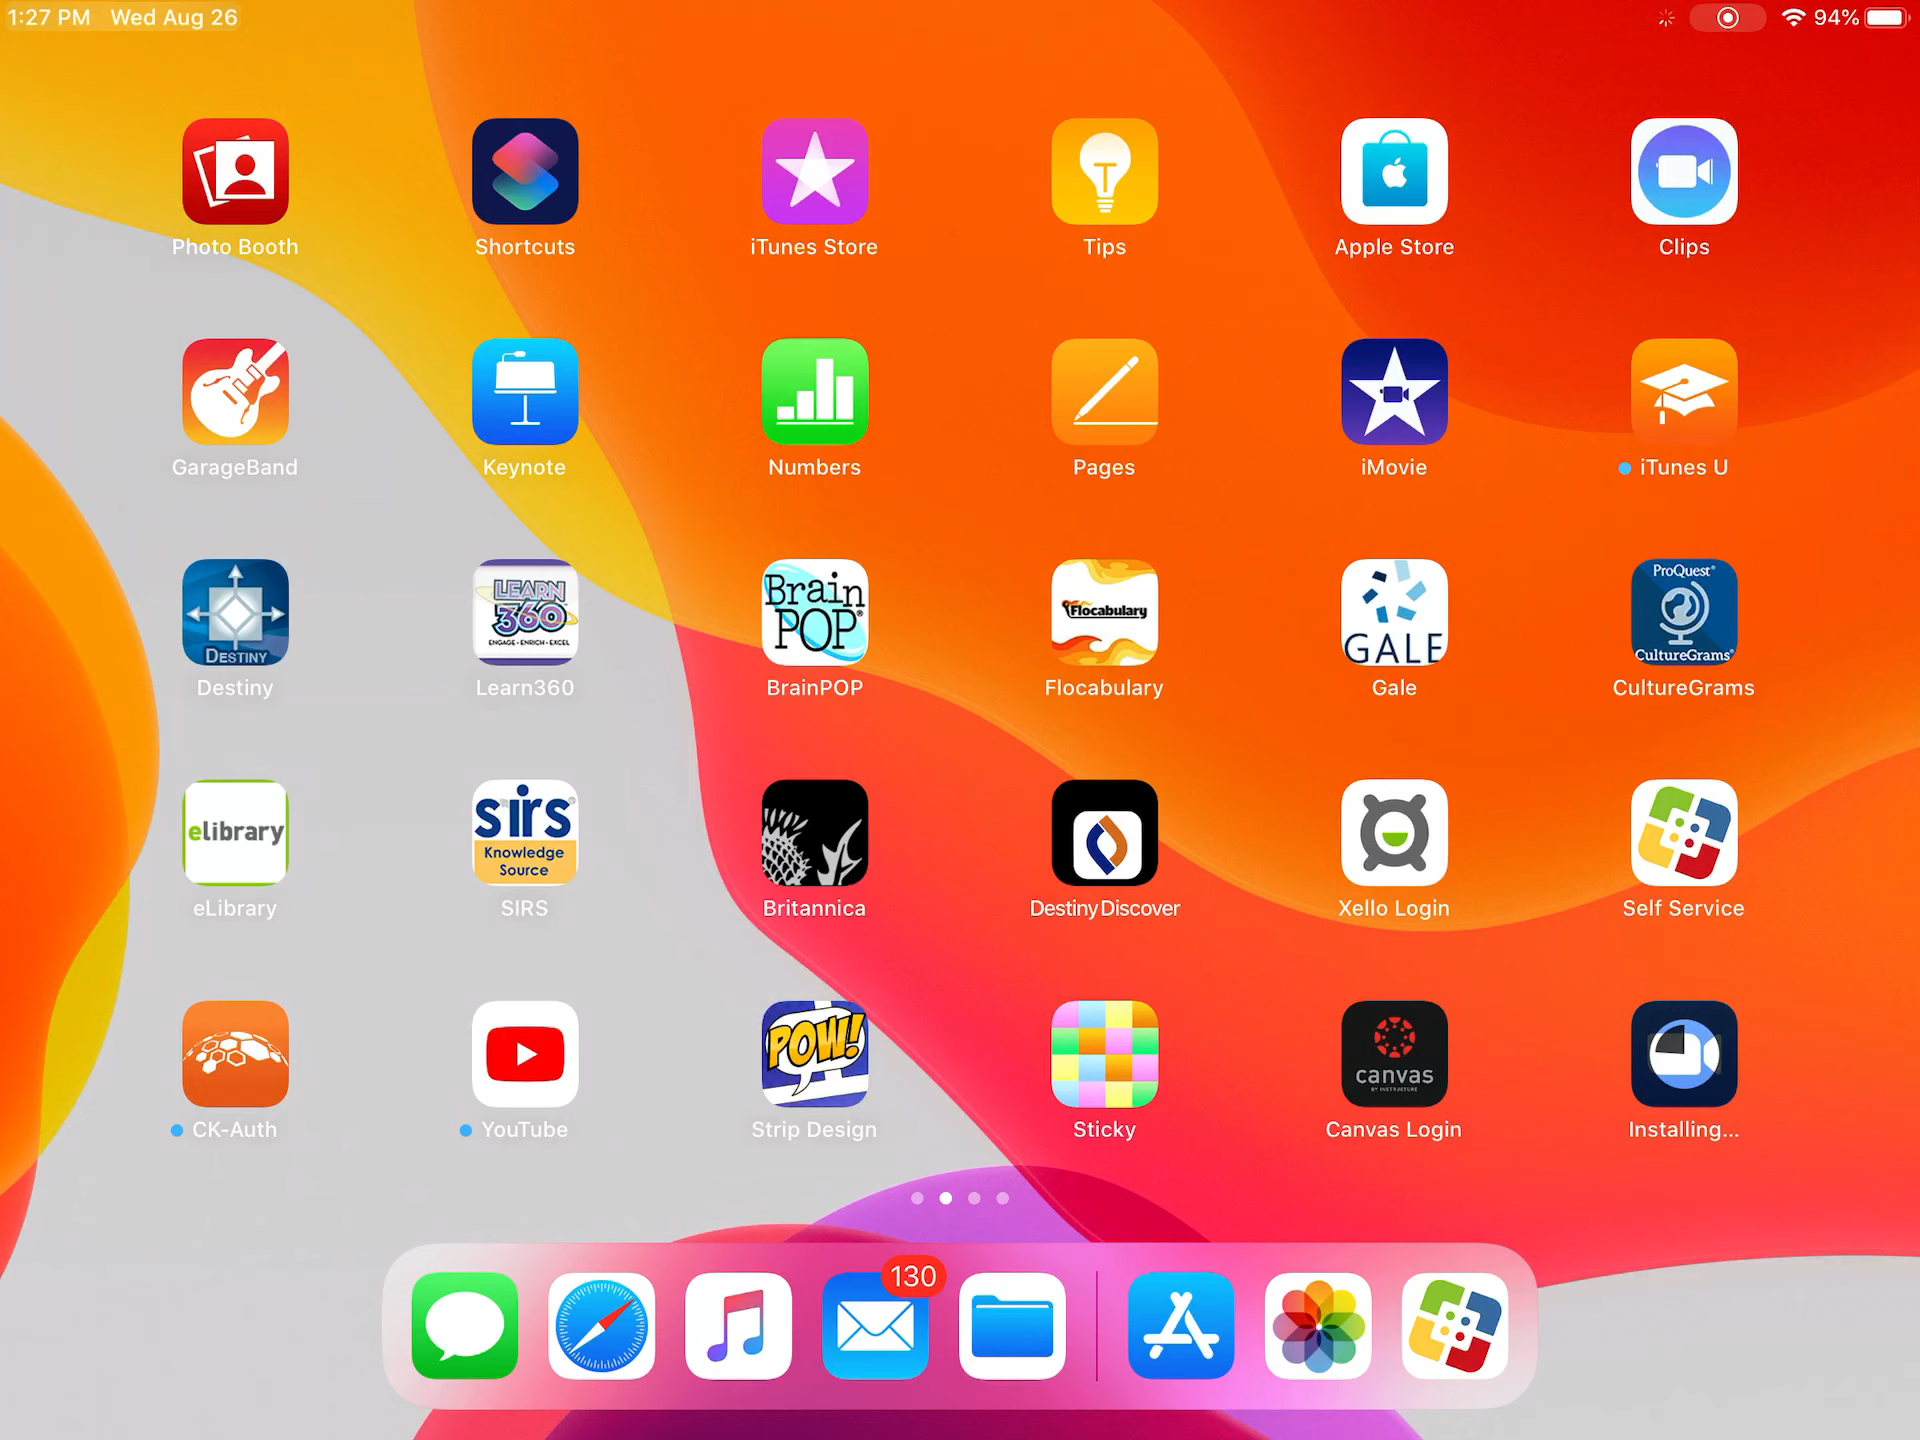 1:27 PM Wed Aug 26 94%
Photo Booth Shortcuts iTunes Store Tips Apple Store Clips
GarageBand Keynote Numbers Pages iMovie iTunes U
DESTINY
LEARN
360
ENGAGE • ENRICH • EXCEL
Brain
POP®
Flocabulary
GALE
ProQuest®
CultureGrams®
Destiny Learn360 BrainPOP Flocabulary Gale CultureGrams
elibrary
sirs®
Knowledge
Source
eLibrary SIRS Britannica Destiny Discover Xello Login Self Service
POW!
canvas
BY INSTRUCTURE
CK-Auth YouTube Strip Design Sticky Canvas Login Installing...
130